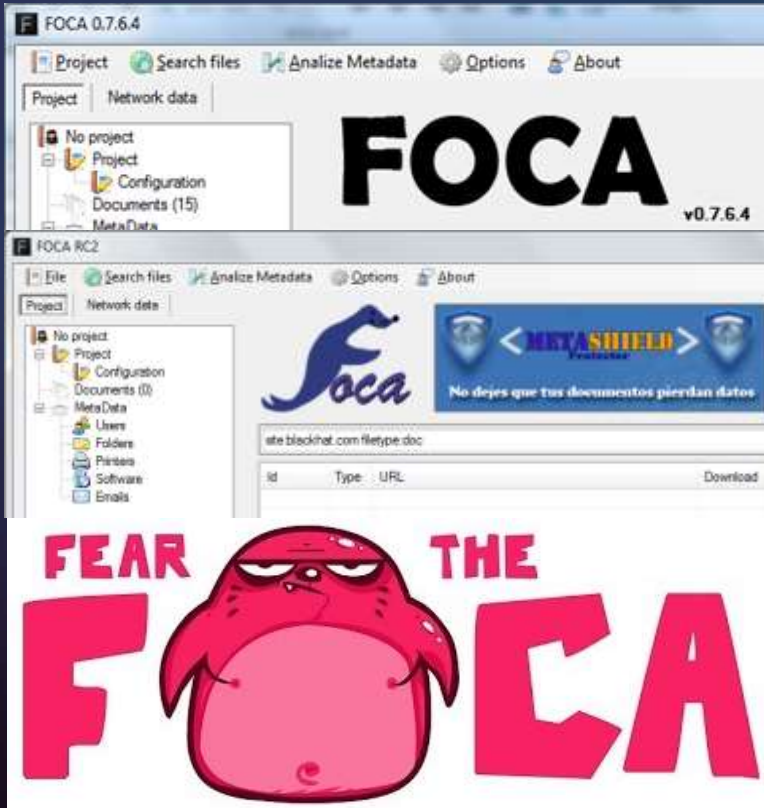 FOCA 0.7.6.4
Project Search files Analize Metadata Options About
Project Network data
No project
Project
Configuration
Documents (15)
MetaData
FOCA
v0.7.6.4
FOCA RC2
File Search files Analize Metadata Options About
Project Network data
No project
Project
Configuration
Documents (0)
MetaData
Users
Folders
Printers
Software
Emails
Foca
<METASHIELD>
Protector
No dejes que tus documentos pierdan datos
site:blackhat.com filetype:doc
Id Type URL Download
FEAR THE
FOCA